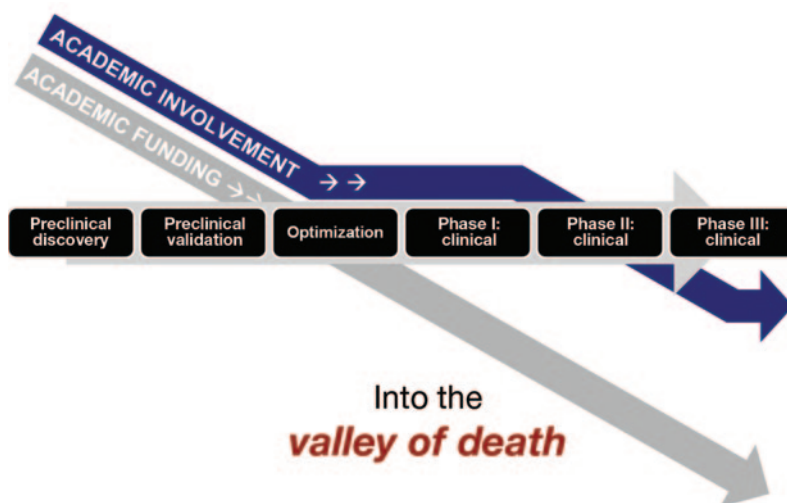 ACADEMIC INVOLVEMENT → →
ACADEMIC FUNDING → →
Preclinical
discovery
Preclinical
validation
Optimization
Phase I:
clinical
Phase II:
clinical
Phase III:
clinical
Into the
valley of death